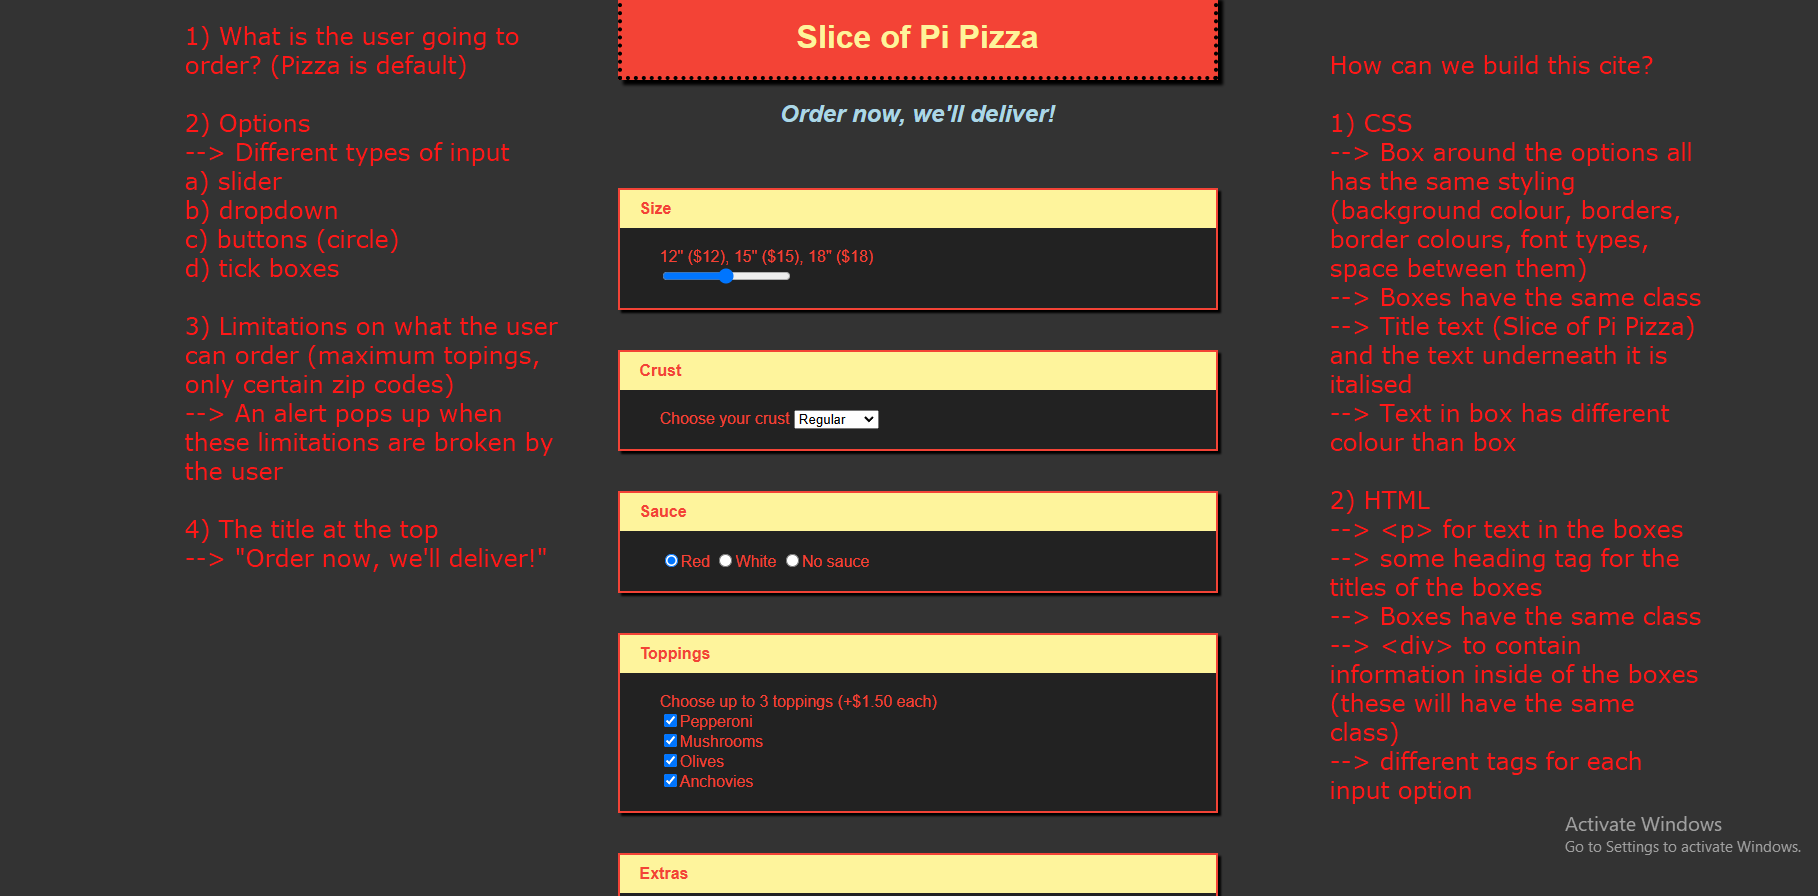 1) What is the user going to
order? (Pizza is default)
2) Options
--> Different types of input
a) slider
b) dropdown
c) buttons (circle)
d) tick boxes
3) Limitations on what the user
can order (maximum topings,
only certain zip codes)
--> An alert pops up when
these limitations are broken by
the user
4) The title at the top
--> "Order now, we'll deliver!"
Slice of Pi Pizza
Order now, we'll deliver!
Size
12" ($12), 15" ($15), 18" ($18)
Crust
Choose your crust Regular
Sauce
Red White No sauce
Toppings
Choose up to 3 toppings (+$1.50 each)
Pepperoni
Mushrooms
Olives
Anchovies
Extras
How can we build this cite?
1) CSS
--> Box around the options all
has the same styling
(background colour, borders,
border colours, font types,
space between them)
--> Boxes have the same class
--> Title text (Slice of Pi Pizza)
and the text underneath it is
italised
--> Text in box has different
colour than box
2) HTML
--> <p> for text in the boxes
--> some heading tag for the
titles of the boxes
--> Boxes have the same class
--> <div> to contain
information inside of the boxes
(these will have the same
class)
--> different tags for each
input option
Activate Windows
Go to Settings to activate Windows.